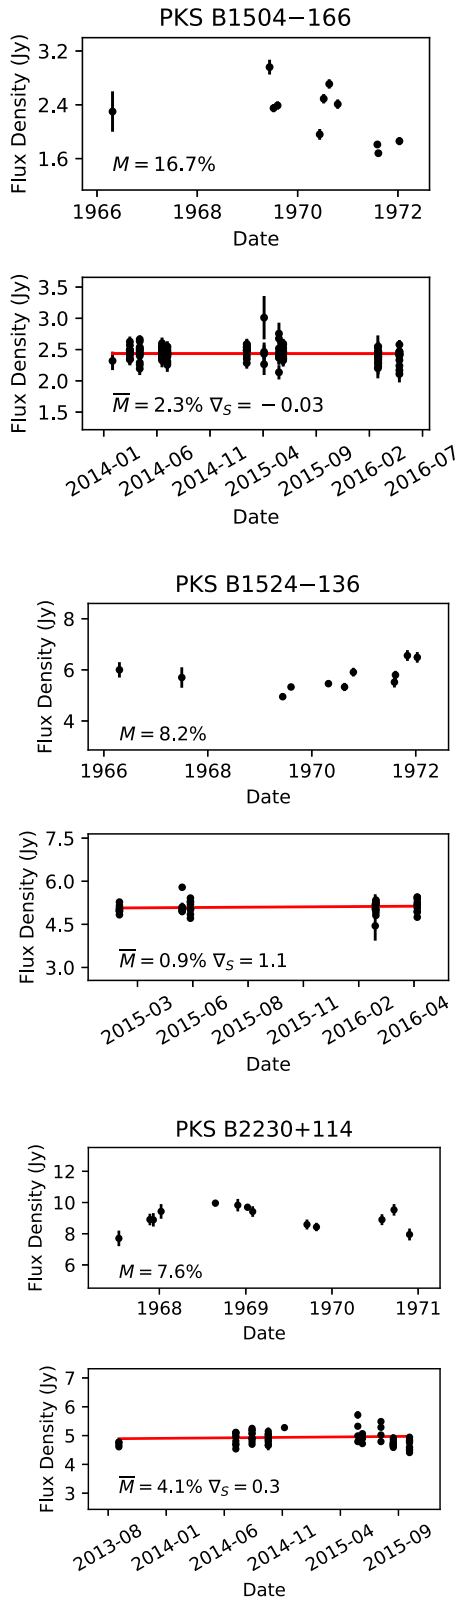 PKS B1504−166
Flux Density (Jy)
3.2
2.4
1.6
M = 16.7%
1966 1968 1970 1972
Date
Flux Density (Jy)
3.5
3.0
2.5
2.0
1.5
M̅ = 2.3% ∇S = −0.03
2014-01 2014-06 2014-11 2015-04 2015-09 2016-02 2016-07
Date
PKS B1524−136
Flux Density (Jy)
8
6
4
M = 8.2%
1966 1968 1970 1972
Date
Flux Density (Jy)
7.5
6.0
4.5
3.0
M̅ = 0.9% ∇S = 1.1
2015-03 2015-06 2015-08 2015-11 2016-02 2016-04
Date
PKS B2230+114
Flux Density (Jy)
12
10
8
6
M = 7.6%
1968 1969 1970 1971
Date
Flux Density (Jy)
7
6
5
4
3
M̅ = 4.1% ∇S = 0.3
2013-08 2014-01 2014-06 2014-11 2015-04 2015-09
Date